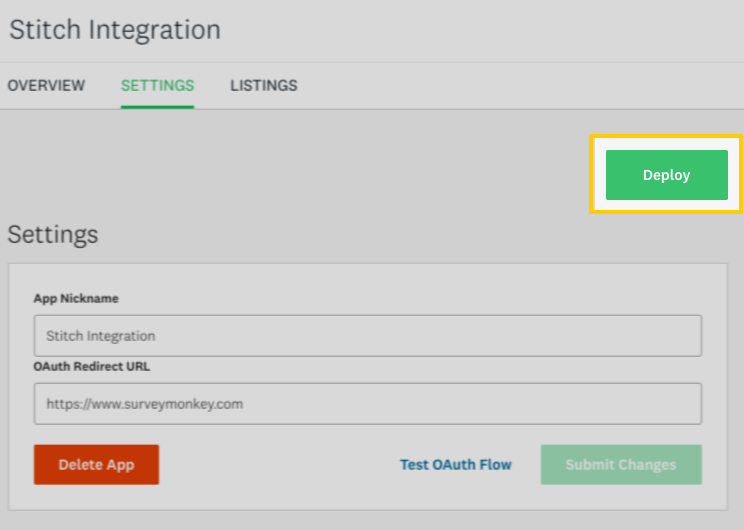 Stitch Integration
OVERVIEW SETTINGS LISTINGS
Deploy
Settings
App Nickname
Stitch Integration
OAuth Redirect URL
https://www.surveymonkey.com
Delete App Test OAuth Flow Submit Changes